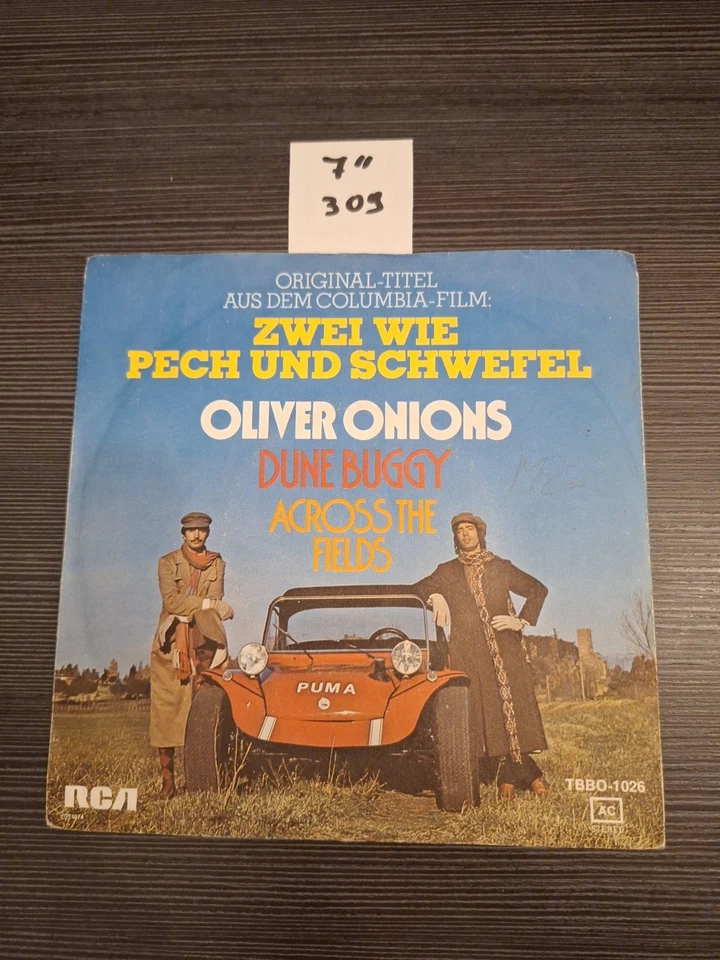 7"
309
ORIGINAL-TITEL
AUS DEM COLUMBIA-FILM:
ZWEI WIE
PECH UND SCHWEFEL
OLIVER ONIONS
DUNE BUGGY
ACROSS THE
FIELDS
PUMA
RCA
TBBO-1026
AC
STEREO